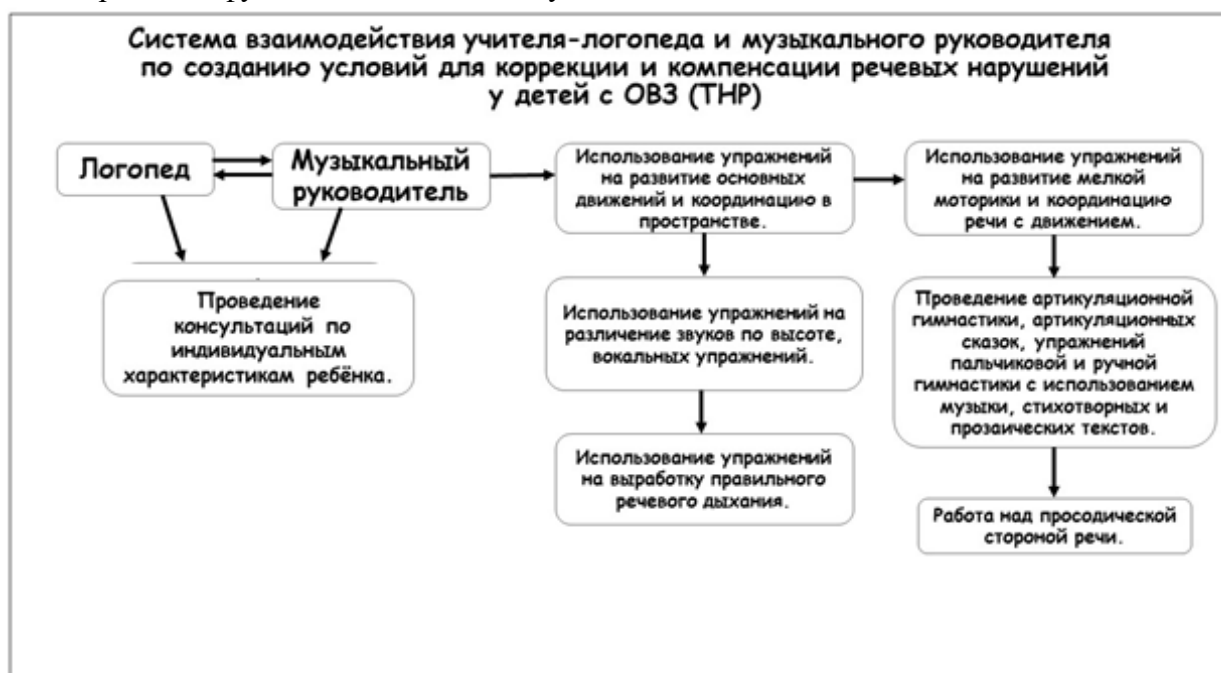 Система взаимодействия учителя-логопеда и музыкального руководителя
по созданию условий для коррекции и компенсации речевых нарушений
у детей с ОВЗ (ТНР)
Логопед
Музыкальный
руководитель
Использование упражнений
на развитие основных
движений и координацию в
пространстве.
Использование упражнений
на развитие мелкой
моторики и координацию
речи с движением.
Проведение
консультаций по
индивидуальным
характеристикам ребёнка.
Использование упражнений на
различение звуков по высоте,
вокальных упражнений.
Проведение артикуляционной
гимнастики, артикуляционных
сказок, упражнений
пальчиковой и ручной
гимнастики с использованием
музыки, стихотворных и
прозаических текстов.
Использование упражнений
на выработку правильного
речевого дыхания.
Работа над просодической
стороной речи.